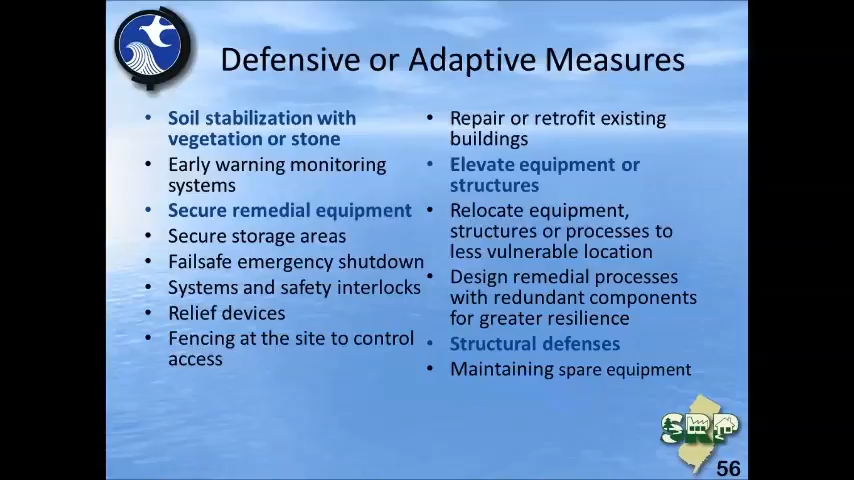 Defensive or Adaptive Measures
• Soil stabilization with
vegetation or stone
• Early warning monitoring
systems
• Secure remedial equipment
• Secure storage areas
• Failsafe emergency shutdown
• Systems and safety interlocks
• Relief devices
• Fencing at the site to control
access
• Repair or retrofit existing
buildings
• Elevate equipment or
structures
• Relocate equipment,
structures or processes to
less vulnerable location
• Design remedial processes
with redundant components
for greater resilience
• Structural defenses
• Maintaining spare equipment
SRP
56